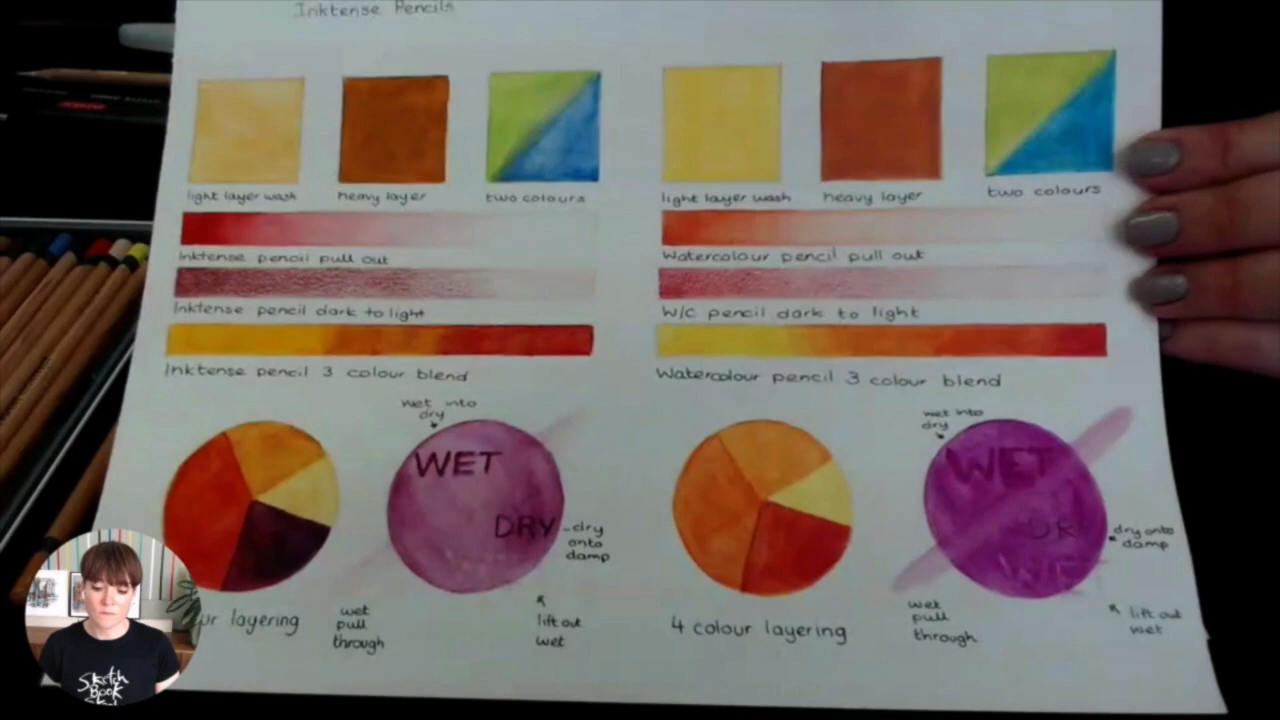 Inktense Pencils
light layer wash
heavy layer
two colours
light layer wash
heavy layer
two colours
Inktense pencil pull out
Watercolour pencil pull out
Inktense pencil dark to light
W/C pencil dark to light
Inktense pencil 3 colour blend
Watercolour pencil 3 colour blend
wet into
dry
WET
DRY
dry
onto
damp
wet
pull
through
lift out
wet
layering
wet into
dry
WET
dry onto
damp
WET
wet
pull
through
lift out
wet
4 colour layering
Sketch
Book